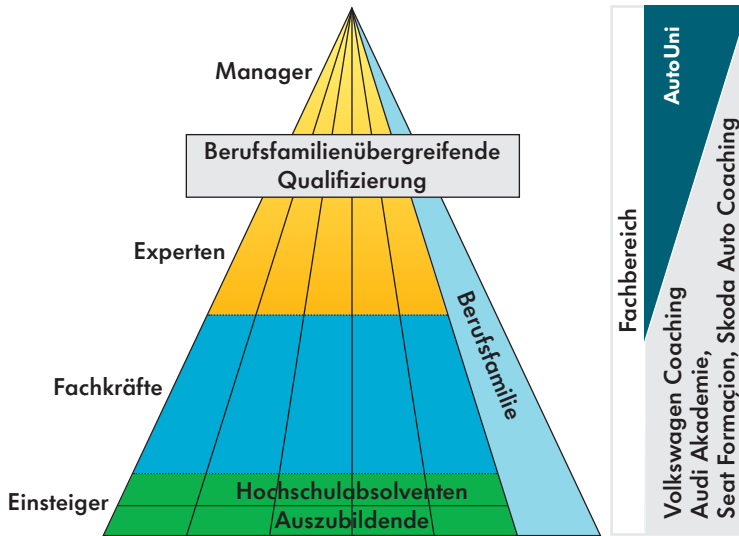 Manager
Berufsfamilienübergreifende
Qualifizierung
Experten
Fachkräfte
Einsteiger
Hochschulabsolventen
Auszubildende
Berufsfamilie
Fachbereich
AutoUni
Volkswagen Coaching
Audi Akademie,
Seat Formaçion, Skoda Auto Coaching